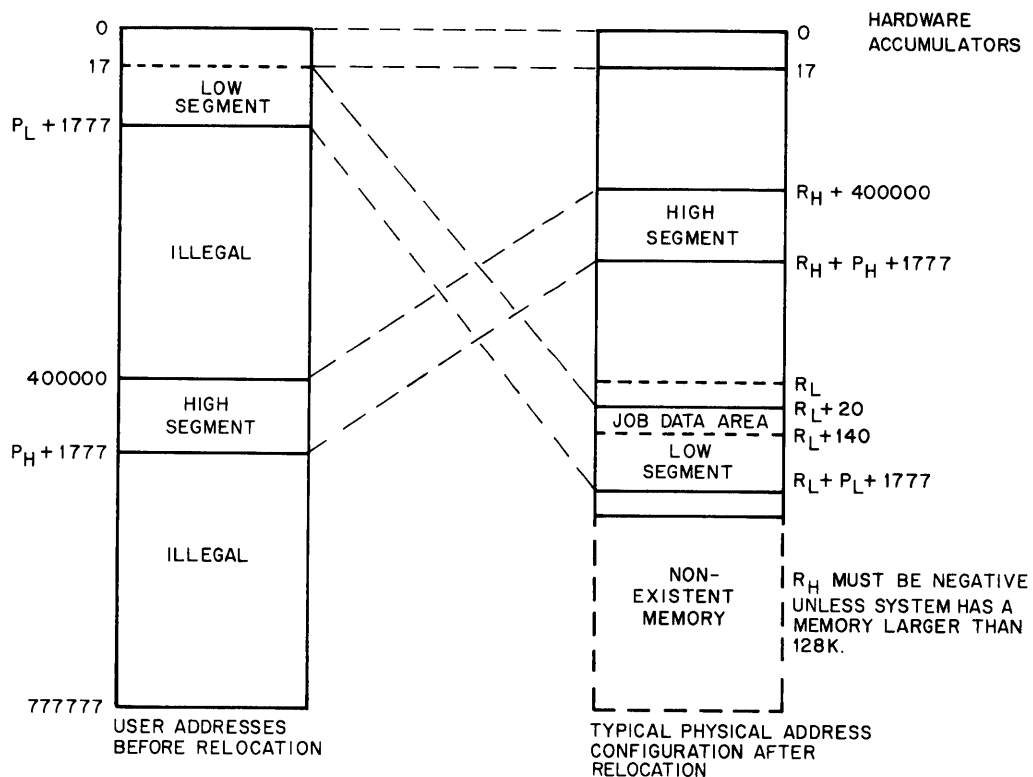 0
17
LOW
SEGMENT
P_L + 1777
ILLEGAL
400000
HIGH
SEGMENT
P_H + 1777
ILLEGAL
777777
USER ADDRESSES
BEFORE RELOCATION
0
HARDWARE
ACCUMULATORS
17
R_H + 400000
HIGH
SEGMENT
R_H + P_H + 1777
R_L
R_L + 20
JOB DATA AREA
R_L + 140
LOW
SEGMENT
R_L + P_L + 1777
NON-
EXISTENT
MEMORY
R_H MUST BE NEGATIVE
UNLESS SYSTEM HAS A
MEMORY LARGER THAN
128K.
TYPICAL PHYSICAL ADDRESS
CONFIGURATION AFTER
RELOCATION